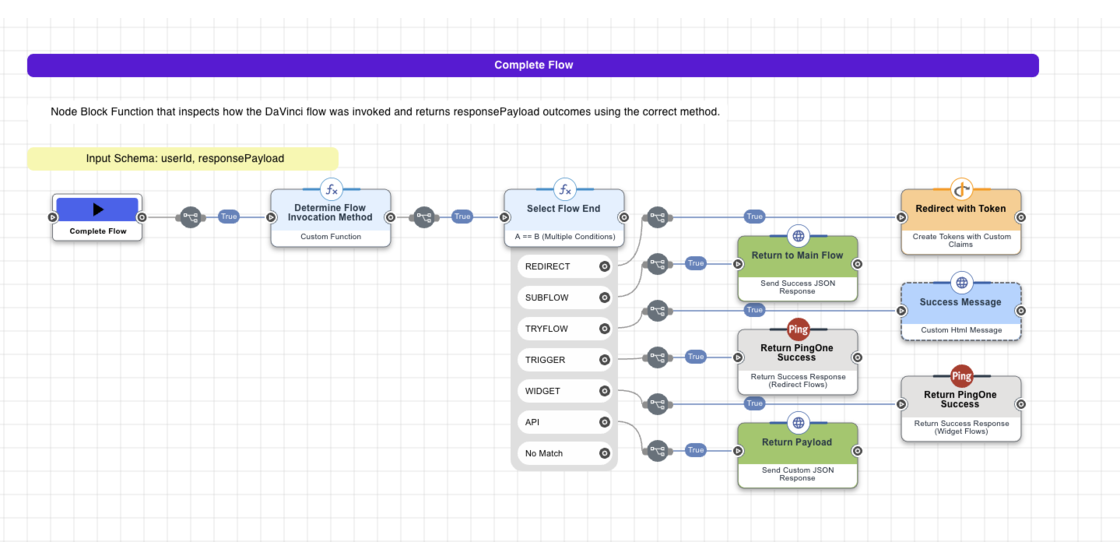 Complete Flow
Node Block Function that inspects how the DaVinci flow was invoked and returns responsePayload outcomes using the correct method.
Input Schema: userId, responsePayload
Complete Flow
True
Determine Flow
Invocation Method
Custom Function
True
Select Flow End
A == B (Multiple Conditions)
REDIRECT
SUBFLOW
TRYFLOW
TRIGGER
WIDGET
API
No Match
True
Redirect with Token
Create Tokens with Custom
Claims
True
Return to Main Flow
Send Success JSON
Response
True
Success Message
Custom Html Message
True
Ping
Return PingOne
Success
Return Success Response
(Redirect Flows)
True
Ping
Return PingOne
Success
Return Success Response
(Widget Flows)
True
Return Payload
Send Custom JSON
Response